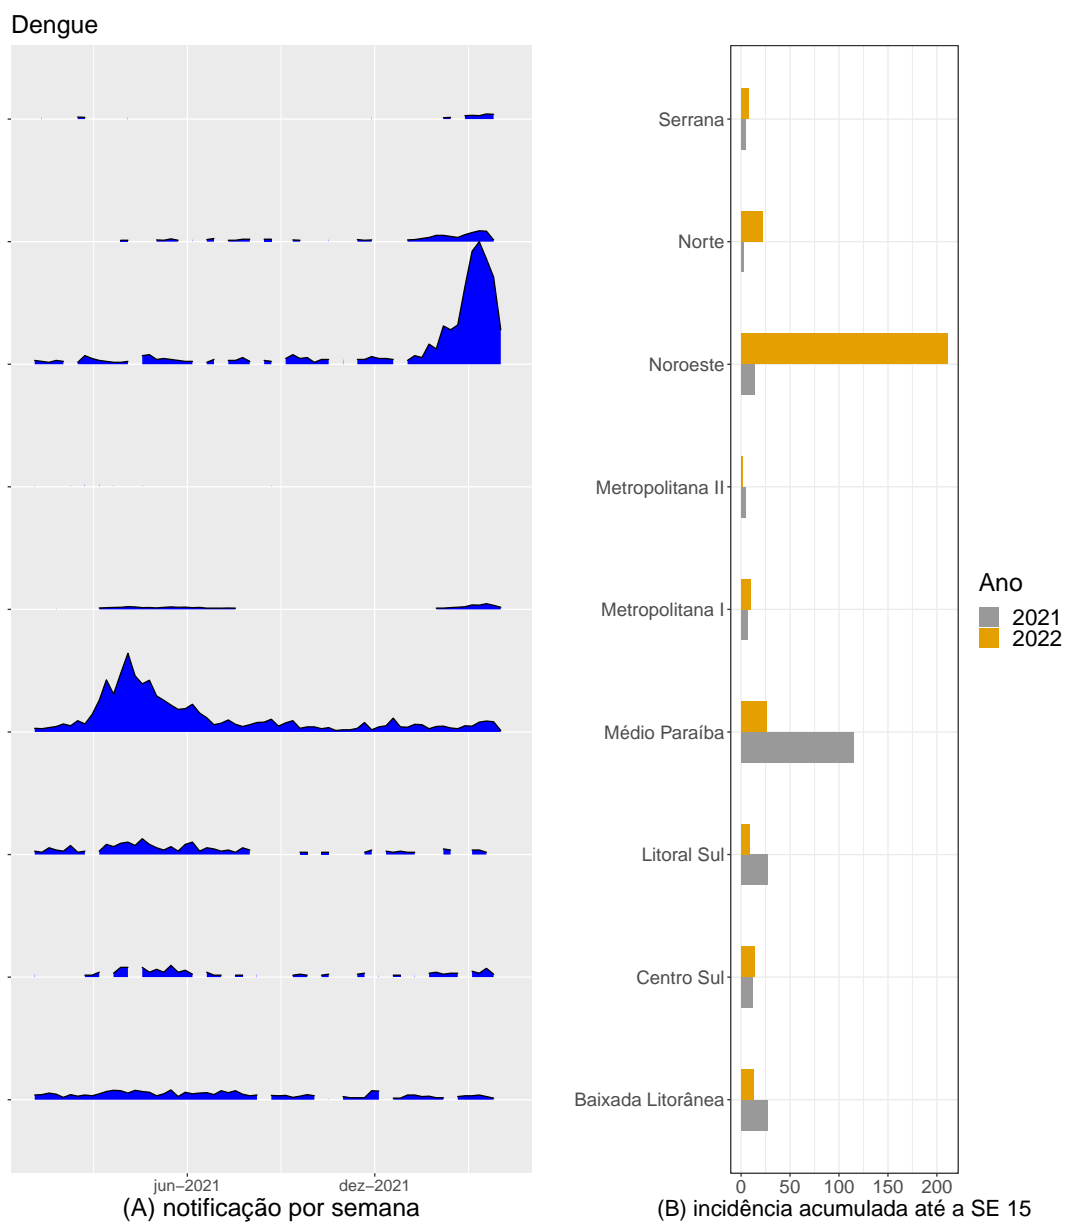 Dengue
Serrana
Norte
Noroeste
Metropolitana II
Metropolitana I
Médio Paraíba
Litoral Sul
Centro Sul
Baixada Litorânea
jun–2021 dez–2021
(A) notificação por semana
0 50 100 150 200
(B) incidência acumulada até a SE 15
Ano
2021
2022